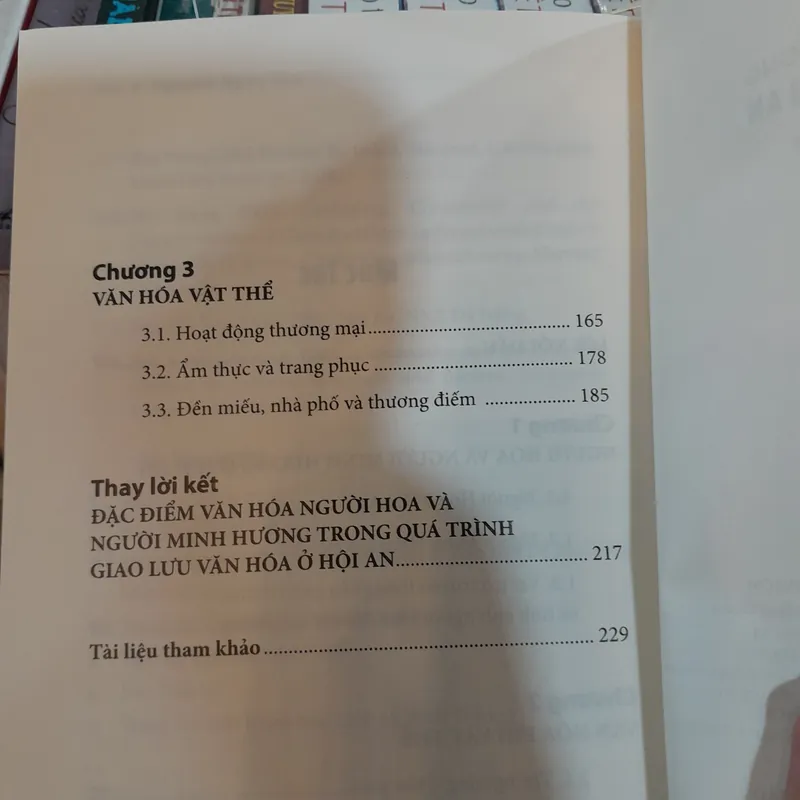 Chương 3
VĂN HÓA VẬT THỂ
3.1. Hoạt động thương mại.......................................... 165
3.2. Ẩm thực và trang phục .......................................... 178
3.3. Đền miếu, nhà phố và thương điếm ................... 185
Thay lời kết
ĐẶC ĐIỂM VĂN HÓA NGƯỜI HOA VÀ
NGƯỜI MINH HƯƠNG TRONG QUÁ TRÌNH
GIAO LƯU VĂN HÓA Ở HỘI AN.................................. 217
Tài liệu tham khảo.............................................................. 229